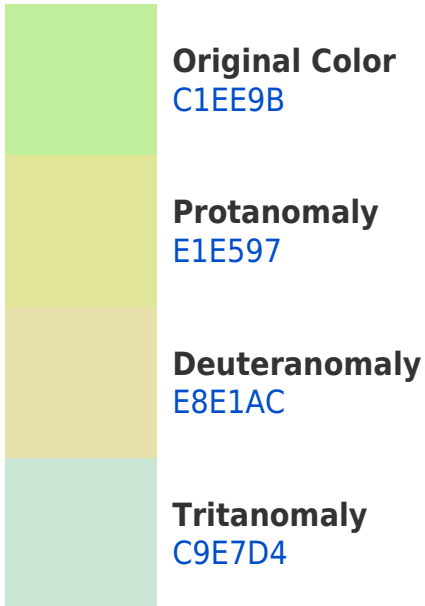 Original Color
C1EE9B
Protanomaly
E1E597
Deuteranomaly
E8E1AC
Tritanomaly
C9E7D4